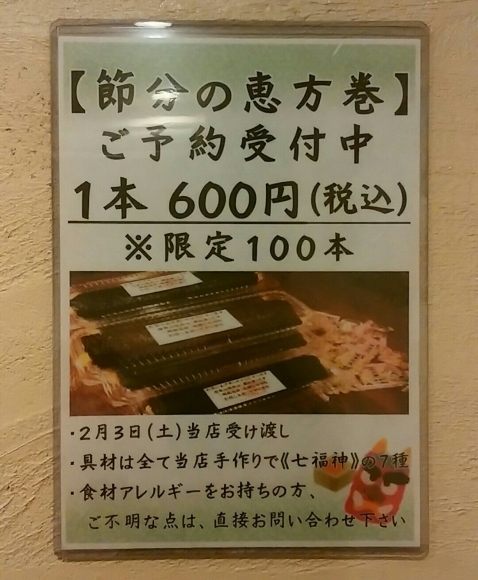 【節分の恵方巻】
ご予約受付中
1本 600円(税込)
※限定100本
・2月3日(土)当店受け渡し
・具材は全て当店手作りで《七福神》の7種
・食材アレルギーをお持ちの方、
ご不明な点は、直接お問い合わせ下さい